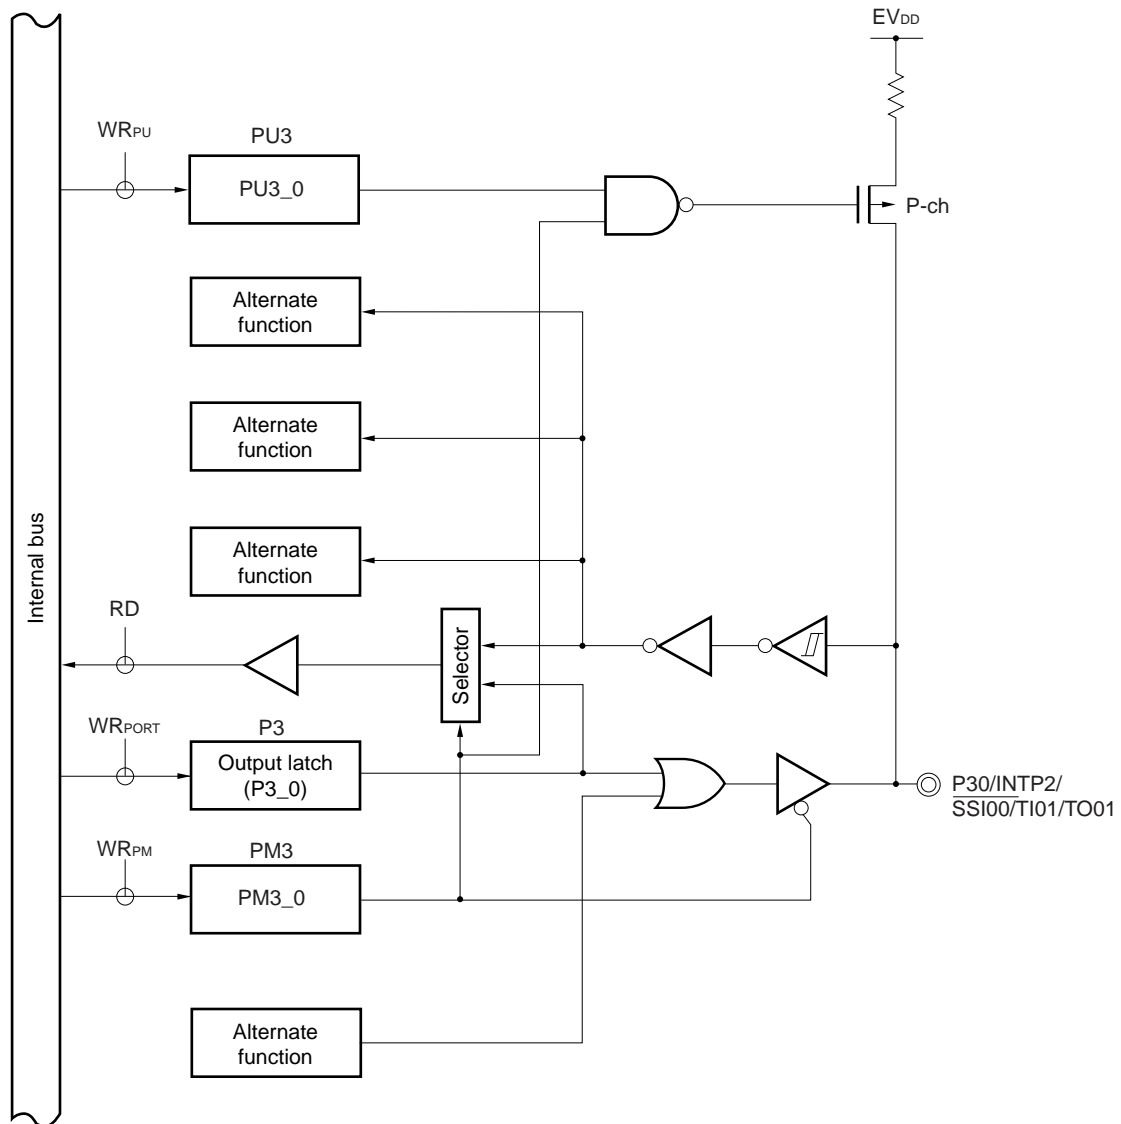 EVDD
WRPU
PU3
PU3_0
P-ch
Alternate
function
Alternate
function
Alternate
function
Internal bus
RD
Selector
WRPORT
P3
Output latch
(P3_0)
P30/INTP2/
SSI00/TI01/TO01
WRPM
PM3
PM3_0
Alternate
function